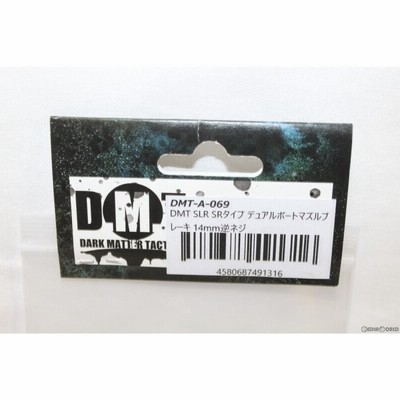 DMT-A-069
DMT SLR SRタイプ デュアルポートマズルブ
レーキ 14mm逆ネジ
4580687491316
DM
DARK MATTER TACT